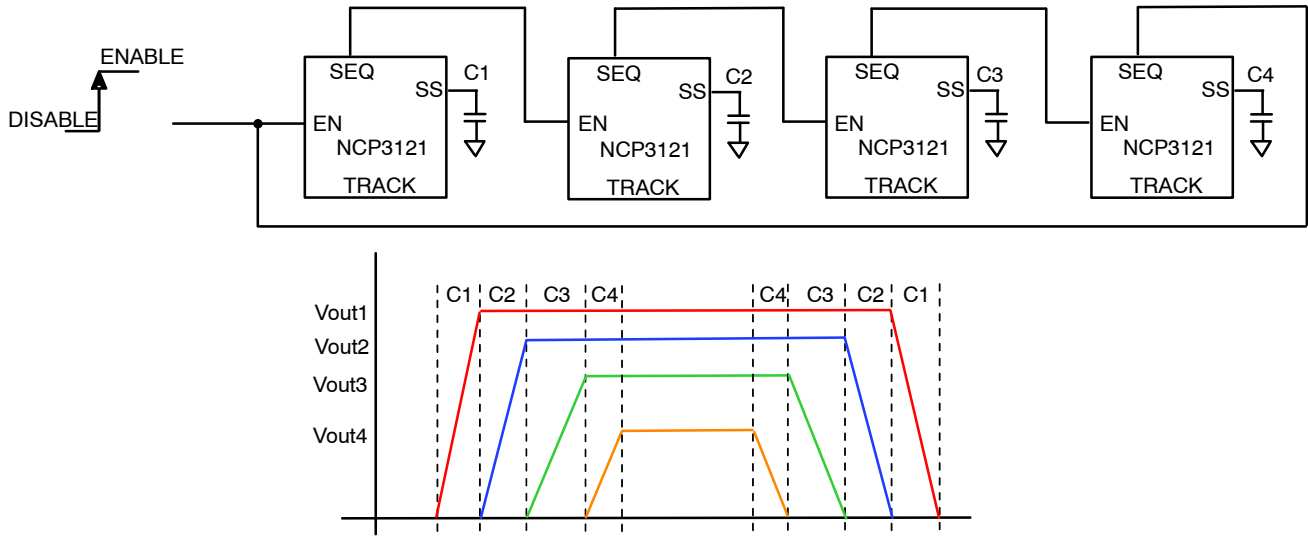 ENABLE
DISABLE
SEQ
C1
SS
EN
NCP3121
TRACK
SEQ
C2
SS
EN
NCP3121
TRACK
SEQ
C3
SS
EN
NCP3121
TRACK
SEQ
C4
SS
EN
NCP3121
TRACK
C1 C2 C3 C4 C4 C3 C2 C1
Vout1
Vout2
Vout3
Vout4